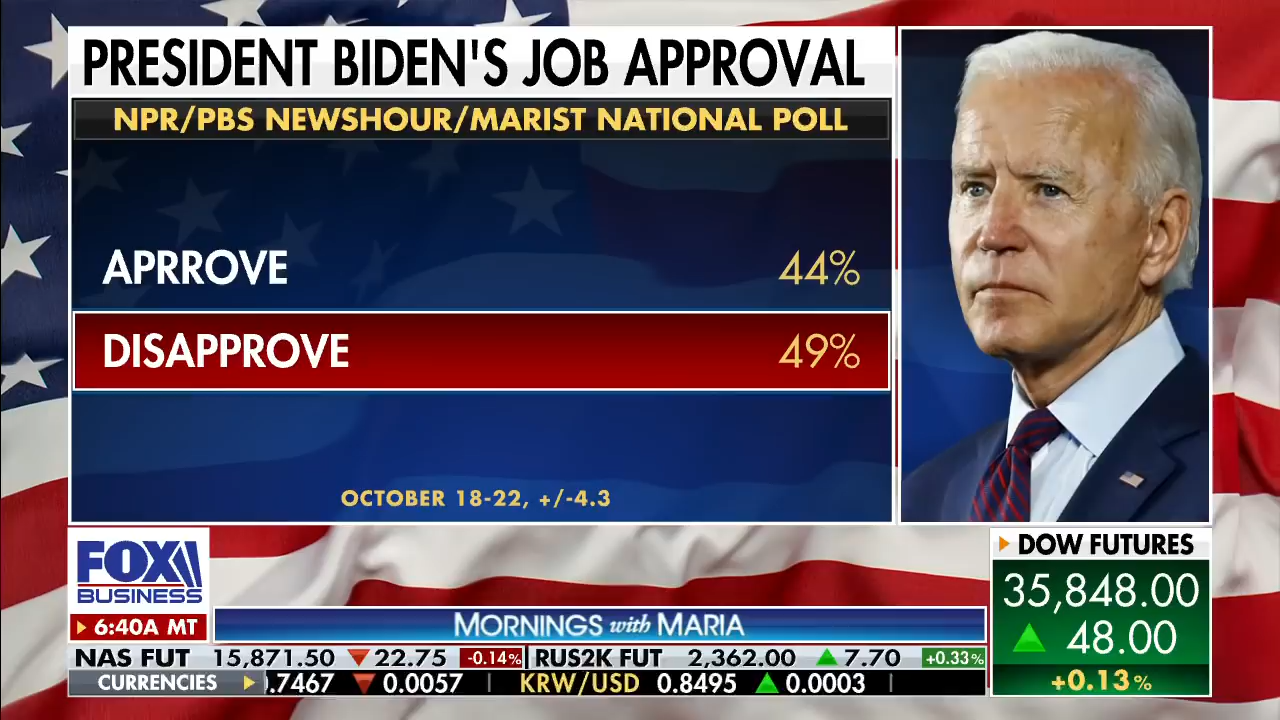 PRESIDENT BIDEN'S JOB APPROVAL
NPR/PBS NEWSHOUR/MARIST NATIONAL POLL
APRROVE 44%
DISAPPROVE 49%
OCTOBER 18-22, +/-4.3
FOX BUSINESS
6:40A MT
MORNINGS with MARIA
DOW FUTURES
35,848.00
48.00
+0.13%
NAS FUT 15,871.50 22.75 -0.14% RUS2K FUT 2,362.00 7.70 +0.33%
CURRENCIES .7467 0.0057 | KRW/USD 0.8495 0.0003 |